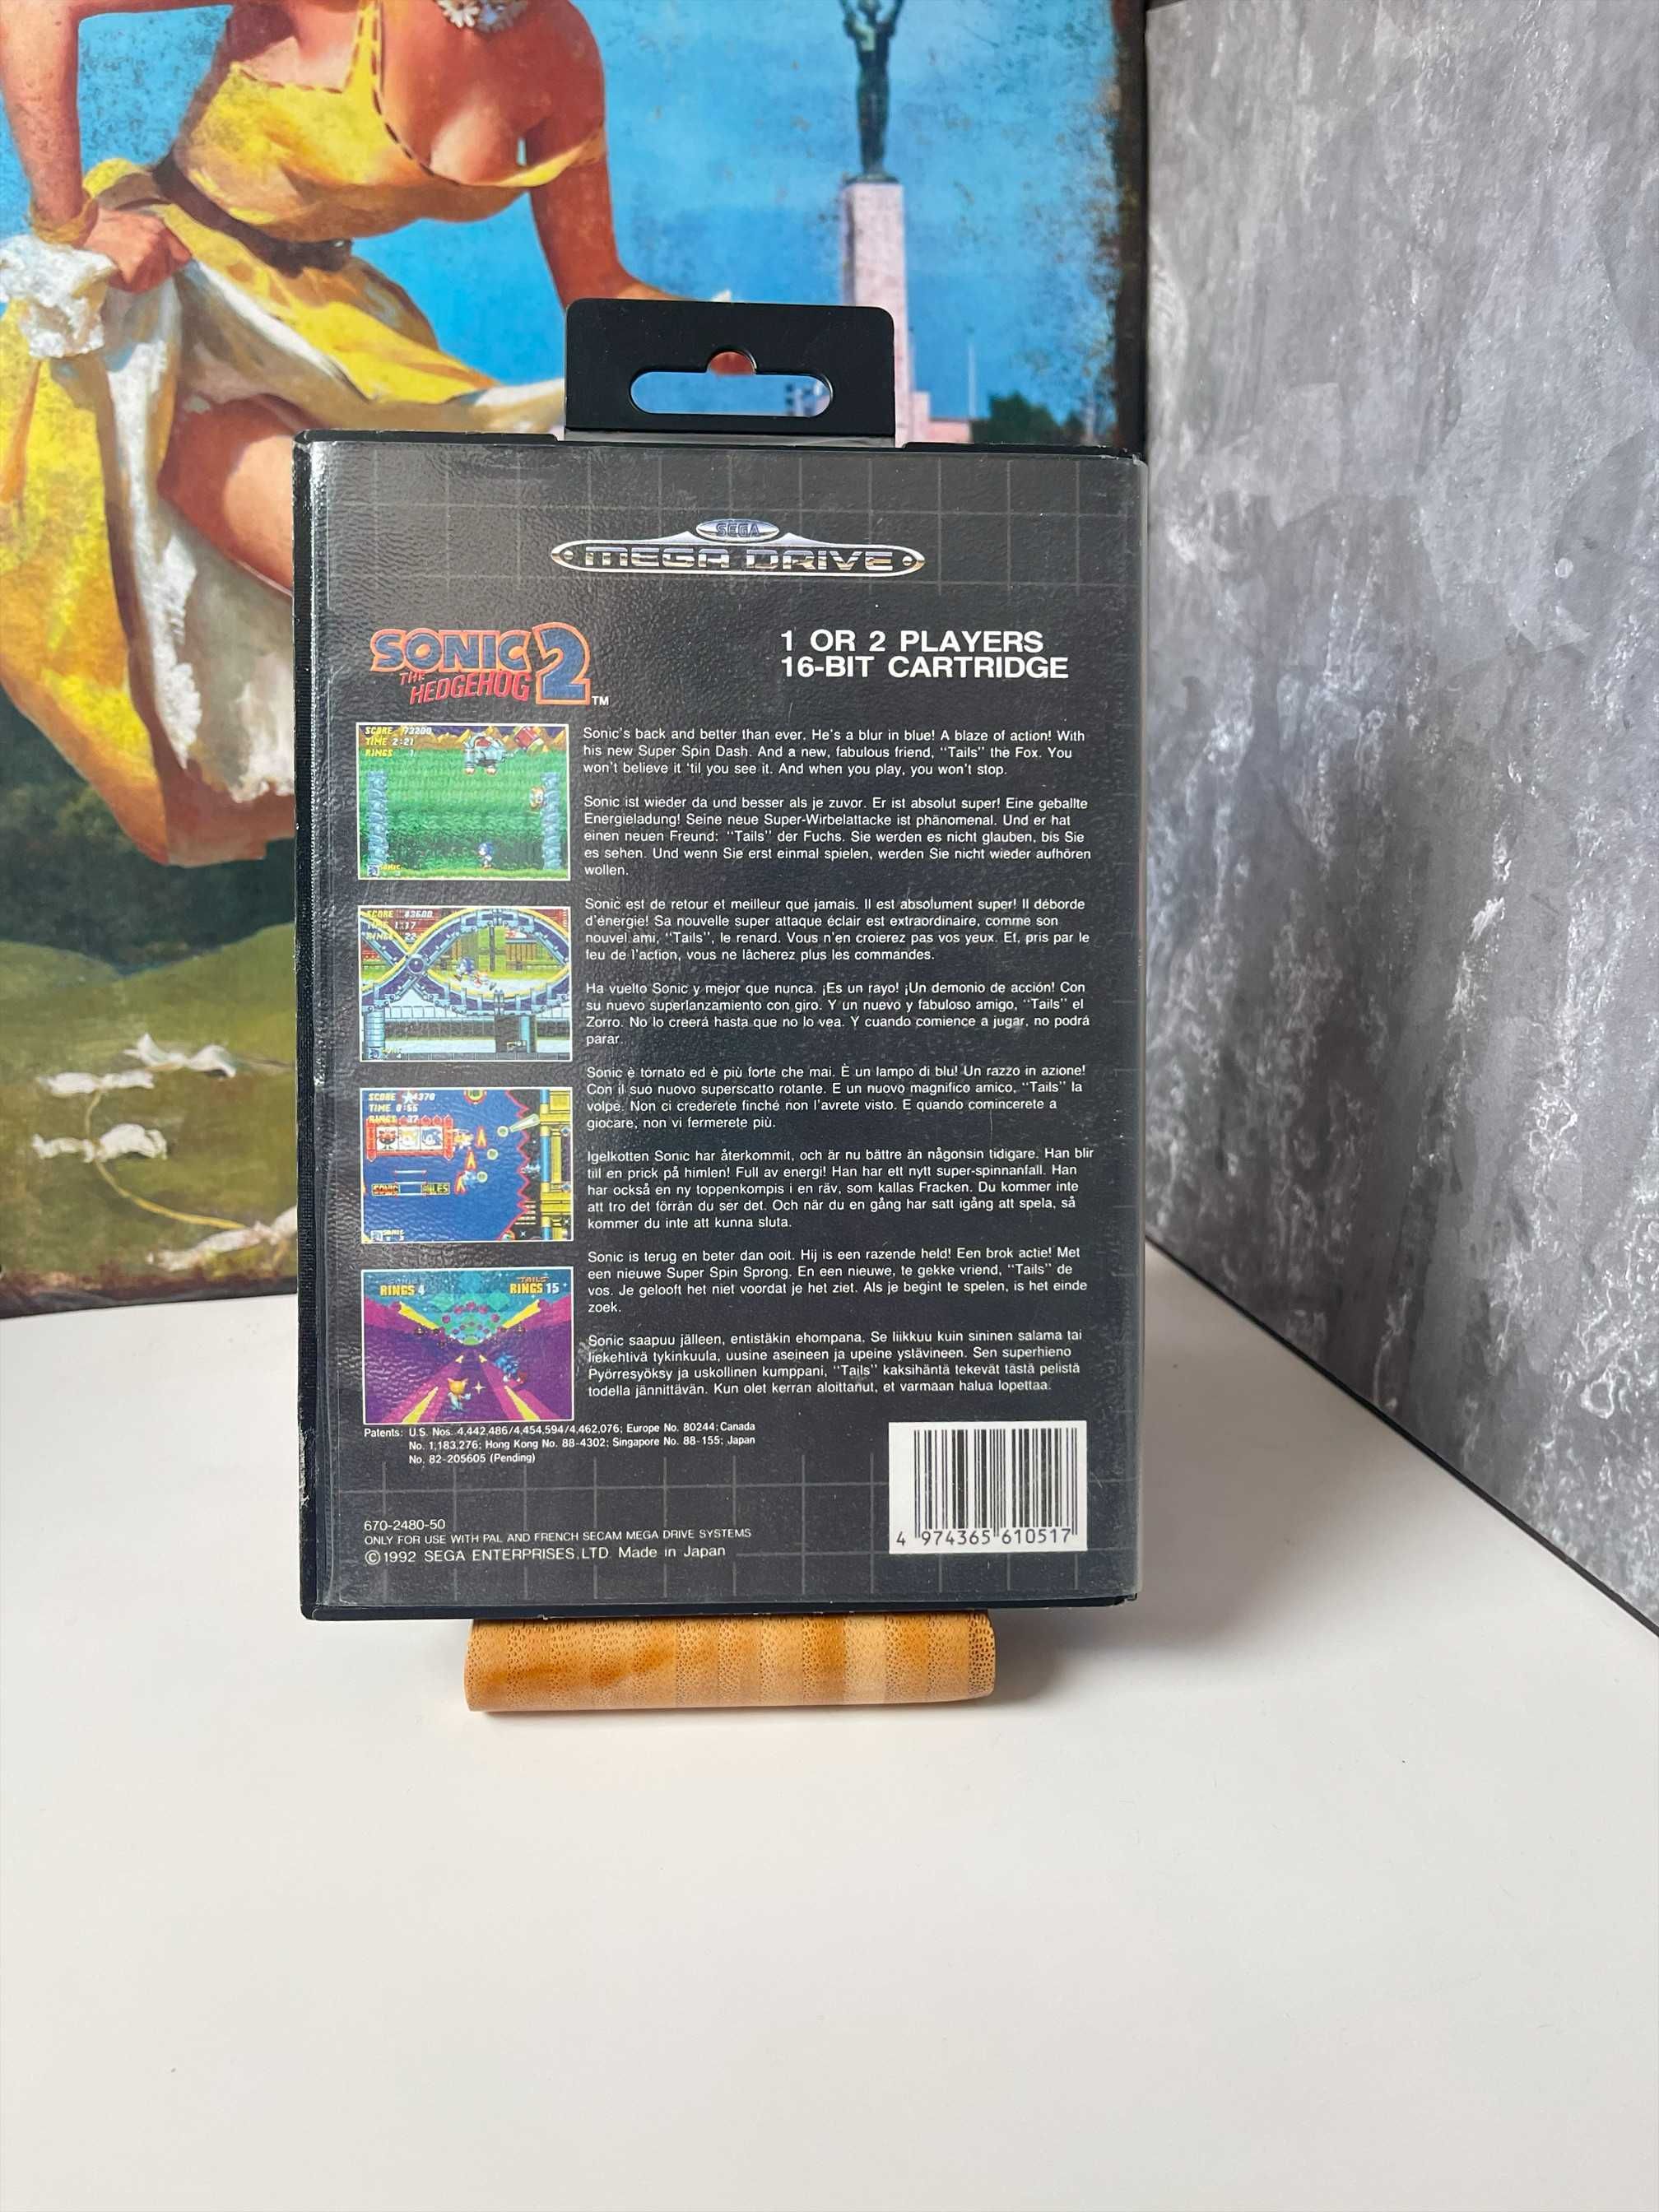 SEGA
MEGA DRIVE
SONIC 2
THE
HEDGEHOG
TM
1 OR 2 PLAYERS
16-BIT CARTRIDGE
TIME 2:21
RINGS
Sonic's back and better than ever. He's a blur in blue! A blaze of action! With
his new Super Spin Dash. And a new, fabulous friend, "Tails" the Fox. You
won't believe it 'til you see it. And when you play, you won't stop.
Sonic ist wieder da und besser als je zuvor. Er ist absolut super! Eine geballte
Energieladung! Seine neue Super-Wirbelattacke ist phänomenal. Und er hat
einen neuen Freund: "Tails" der Fuchs. Sie werden es nicht glauben, bis Sie
es sehen. Und wenn Sie erst einmal spielen, werden Sie nicht wieder aufhören
wollen.
Sonic est de retour et meilleur que jamais. Il est absolument super! Il déborde
d'énergie! Sa nouvelle super attaque éclair est extraordinaire, comme son
nouvel ami, "Tails", le renard. Vous n'en croierez pas vos yeux. Et, pris par le
feu de l'action, vous ne lâcherez plus les commandes.
Ha vuelto Sonic y mejor que nunca. ¡Es un rayo! ¡Un demonio de acción! Con
su nuevo superlanzamiento con giro. Y un nuevo y fabuloso amigo, "Tails" el
Zorro. No lo creerá hasta que no lo vea. Y cuando comience a jugar, no podrá
parar.
Sonic è tornato ed è più forte che mai. È un lampo di blu! Un razzo in azione!
Con il suo nuovo superscatto rotante. E un nuovo magnifico amico, "Tails" la
volpe. Non ci crederete finché non l'avrete visto. E quando comincerete a
giocare, non vi fermerete più.
SCORE
TIME 0:55
RINGS 37
Igelkotten Sonic har återkommit, och är nu bättre än någonsin tidigare. Han blir
till en prick på himlen! Full av energi! Han har ett nytt super-spinnanfall. Han
har också en ny toppenkompis i en räv, som kallas Fracken. Du kommer inte
att tro det förrän du ser det. Och när du en gång har satt igång att spela, så
kommer du inte att kunna sluta.
Sonic is terug en beter dan ooit. Hij is een razende held! Een brok actie! Met
een nieuwe Super Spin Sprong. En een nieuwe, te gekke vriend, "Tails" de
vos. Je gelooft het niet voordat je het ziet. Als je begint te spelen, is het einde
zoek.
RINGS 4
TAILS
RINGS 15
Sonic saapuu jälleen, entistäkin ehompana. Se liikkuu kuin sininen salama tai
liekehtivä tykinkuula, uusine aseineen ja upeine ystävineen. Sen superhieno
Pyörresyöksy ja uskollinen kumppani, "Tails" kaksihäntä tekevät tästä pelistä
todella jännittävän. Kun olet kerran aloittanut, et varmaan halua lopettaa.
Patents: U.S. Nos. 4,442,486/4,454,594/4,462,076; Europe No. 80244; Canada
No. 1,183,276; Hong Kong No. 88-4302; Singapore No. 88-155; Japan
No. 82-205605 (Pending)
670-2480-50
ONLY FOR USE WITH PAL AND FRENCH SECAM MEGA DRIVE SYSTEMS
©1992 SEGA ENTERPRISES, LTD. Made in Japan
4 974365 610517